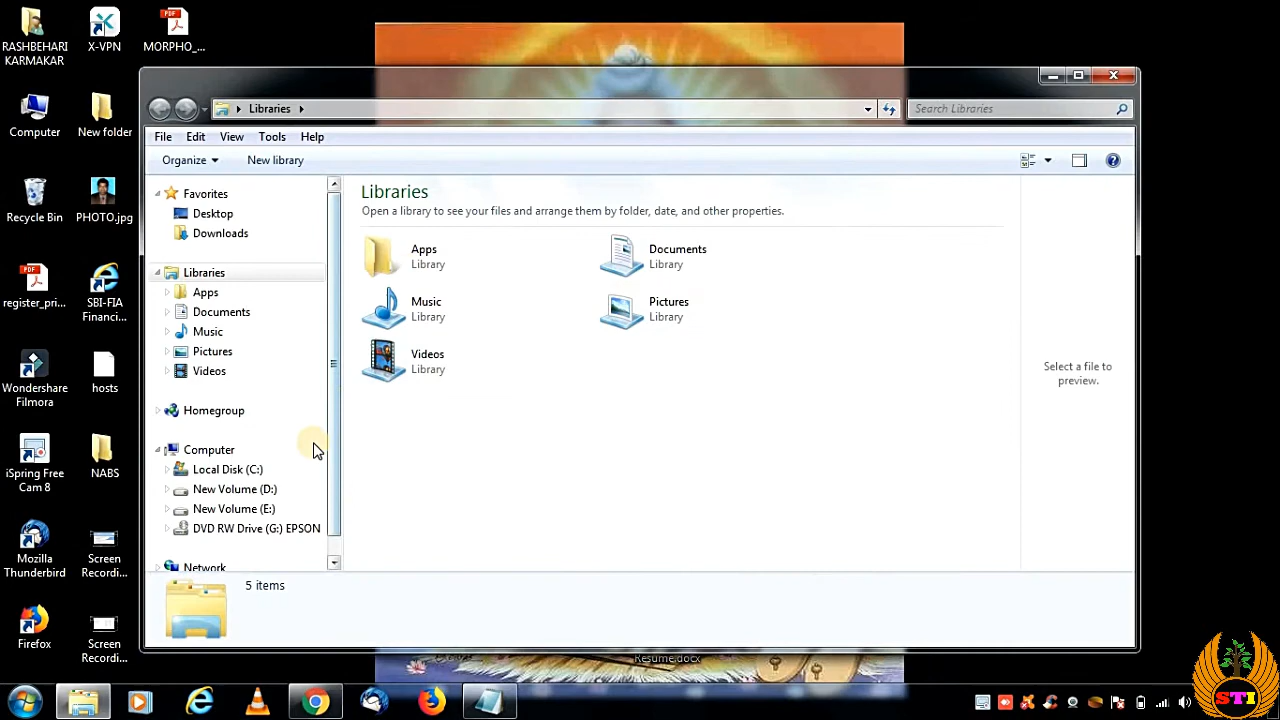 RASHBEHARI
KARMAKAR
X-VPN
MORPHO_...
Computer
New folder
Recycle Bin
PHOTO.jpg
register_pri...
SBI-FIA
Financi...
Wondershare
Filmora
hosts
iSpring Free
Cam 8
NABS
Mozilla
Thunderbird
Screen
Recordi...
Firefox
Screen
Recordi...
Libraries
Search Libraries
File Edit View Tools Help
Organize New library
Favorites
Desktop
Downloads
Libraries
Apps
Documents
Music
Pictures
Videos
Homegroup
Computer
Local Disk (C:)
New Volume (D:)
New Volume (E:)
DVD RW Drive (G:) EPSON
Network
Libraries
Open a library to see your files and arrange them by folder, date, and other properties.
Apps
Library
Documents
Library
Music
Library
Pictures
Library
Videos
Library
Select a file to
preview.
5 items
Resume.docx
STI